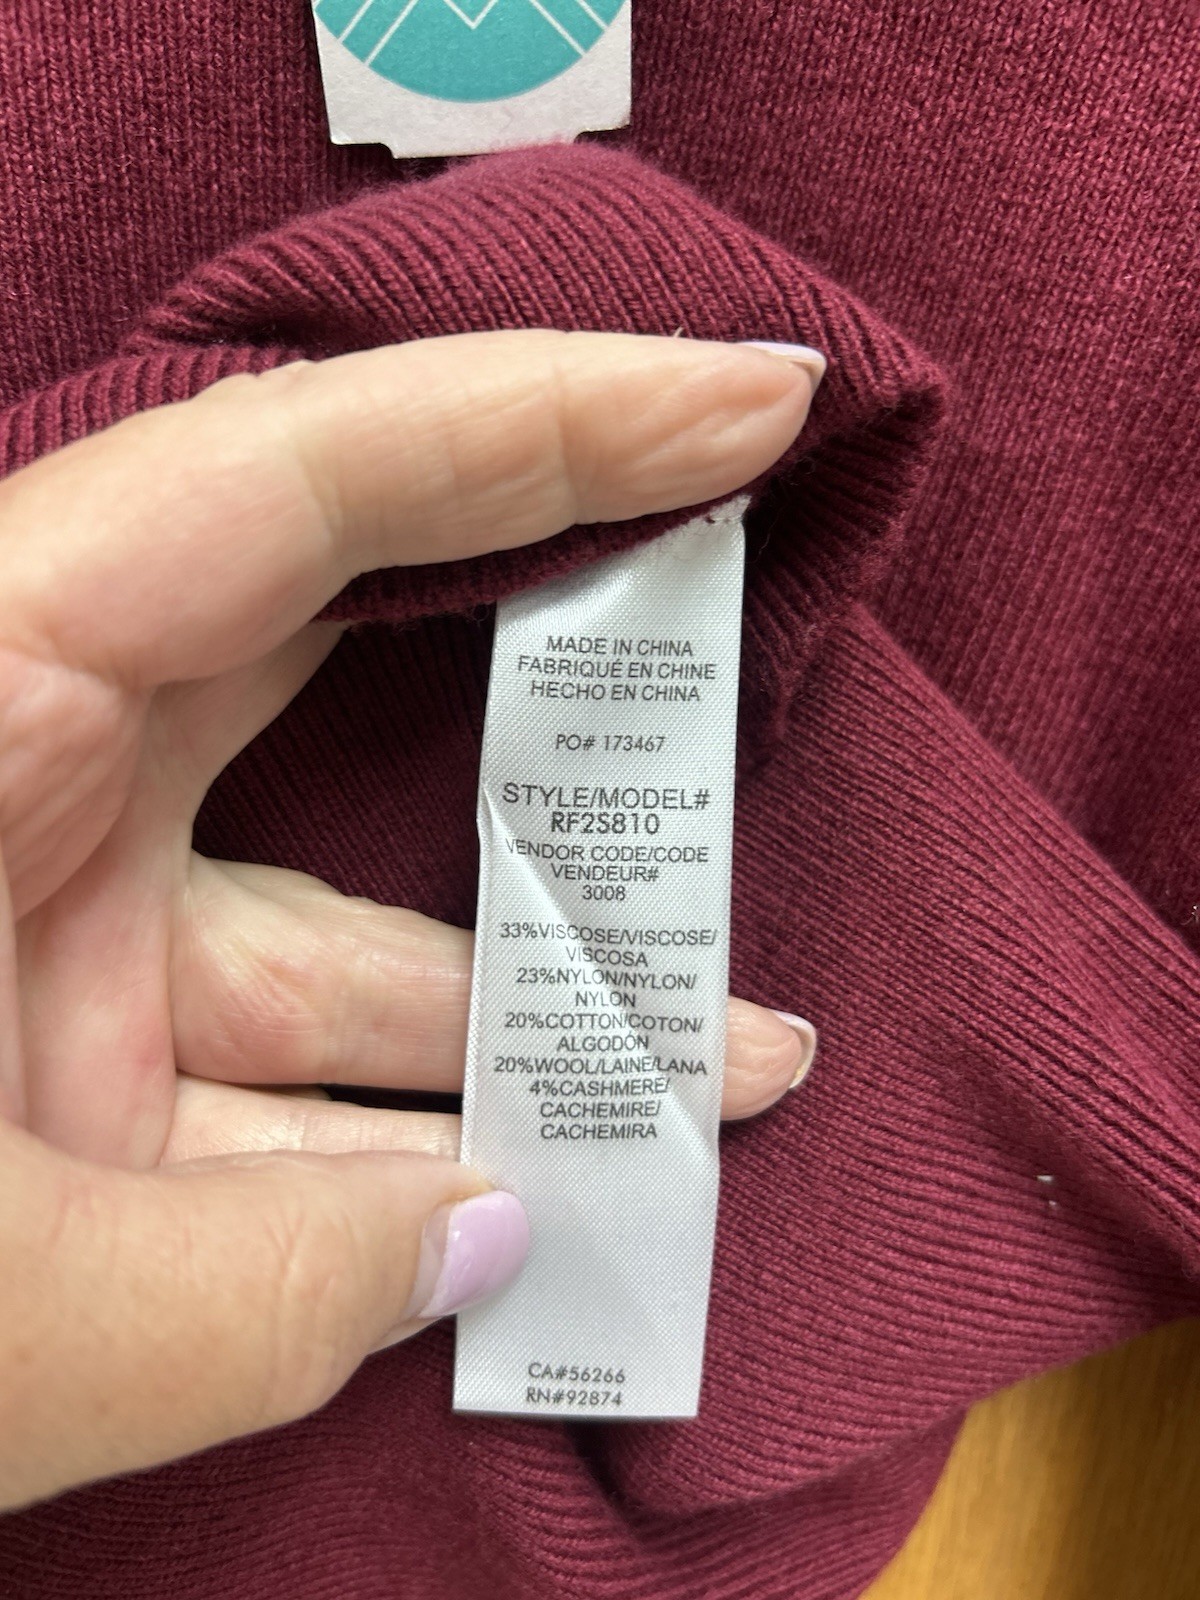 MADE IN CHINA
FABRIQUÉ EN CHINE
HECHO EN CHINA
PO# 173467
STYLE/MODEL#
RF2S810
VENDOR CODE/CODE
VENDEUR#
3008
33%VISCOSE/VISCOSE/
VISCOSA
23%NYLON/NYLON/
NYLON
20%COTTON/COTON/
ALGODÓN
20%WOOL/LAINE/LANA
4%CASHMERE/
CACHEMIRE/
CACHEMIRA
CA#56266
RN#92874